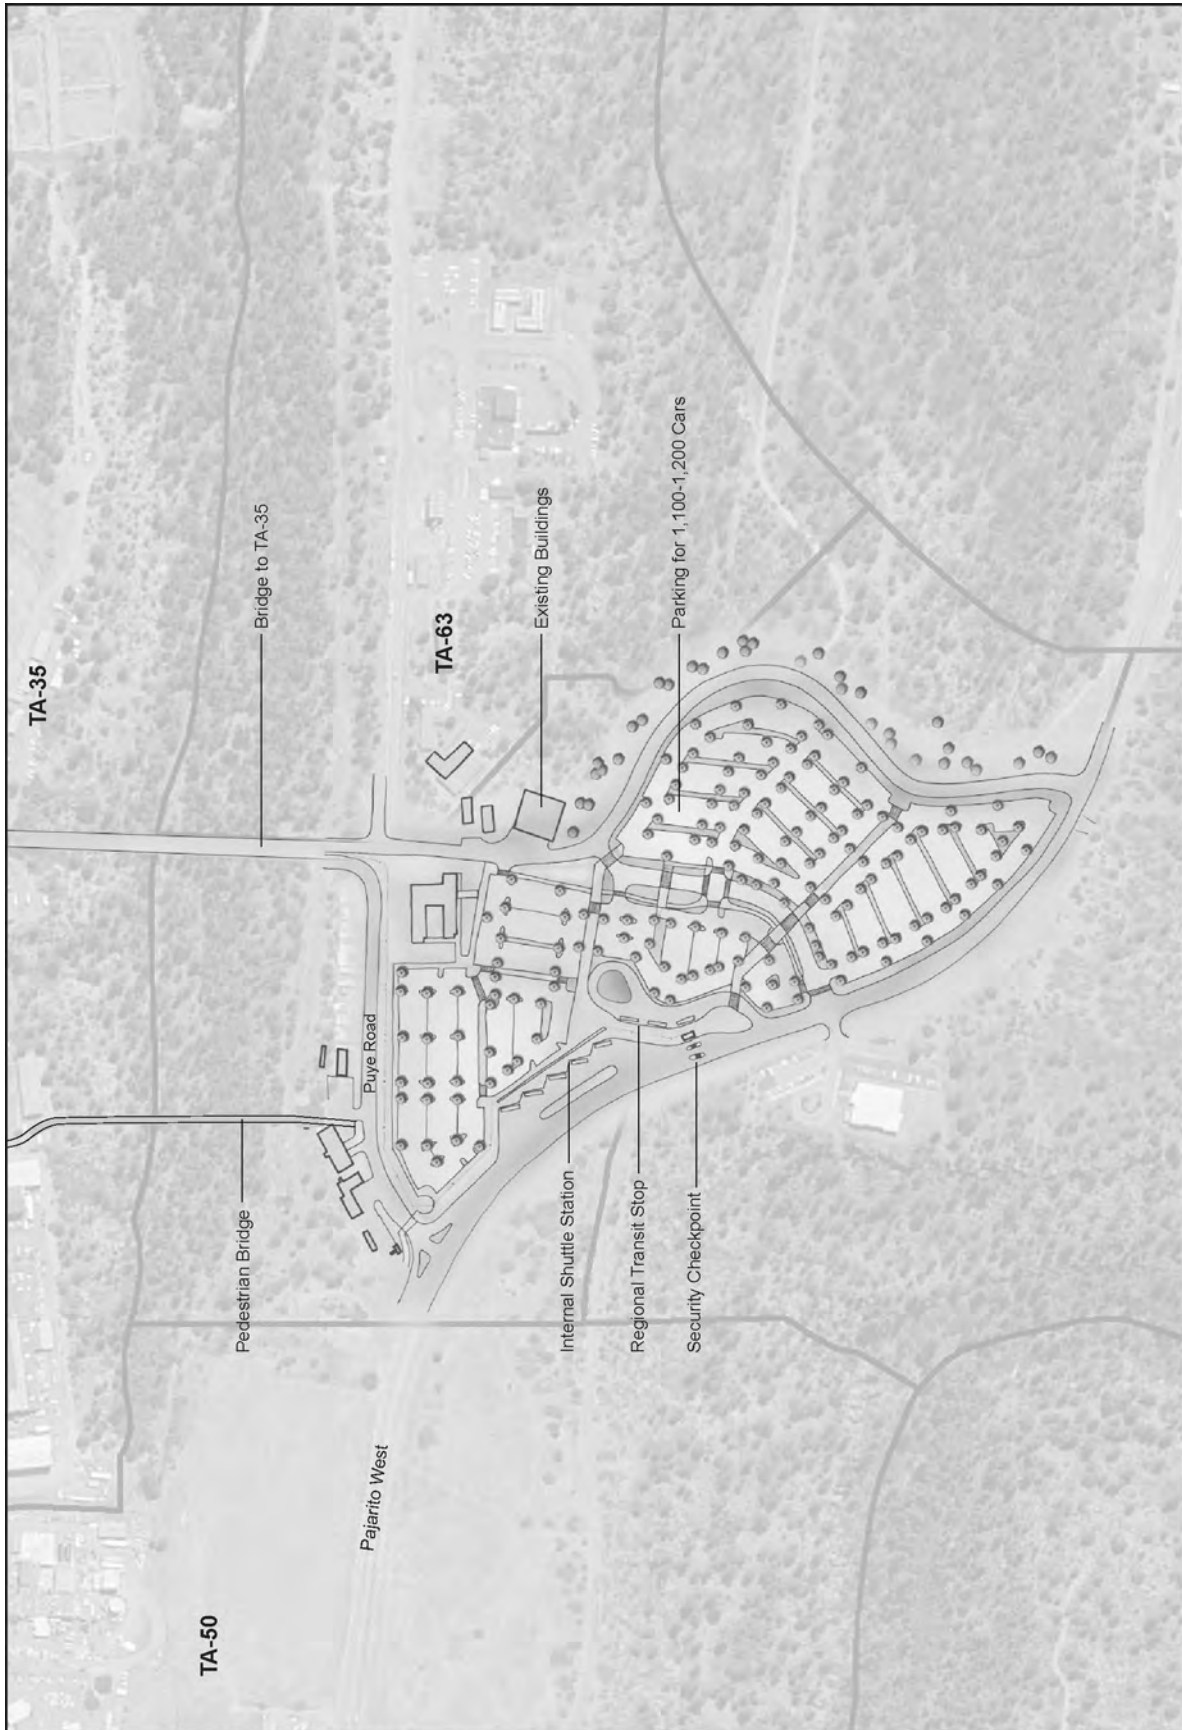 TA-35
Bridge to TA-35
TA-63
Existing Buildings
Parking for 1,100-1,200 Cars
Puye Road
Pedestrian Bridge
Internal Shuttle Station
Regional Transit Stop
Security Checkpoint
Pajarito West
TA-50